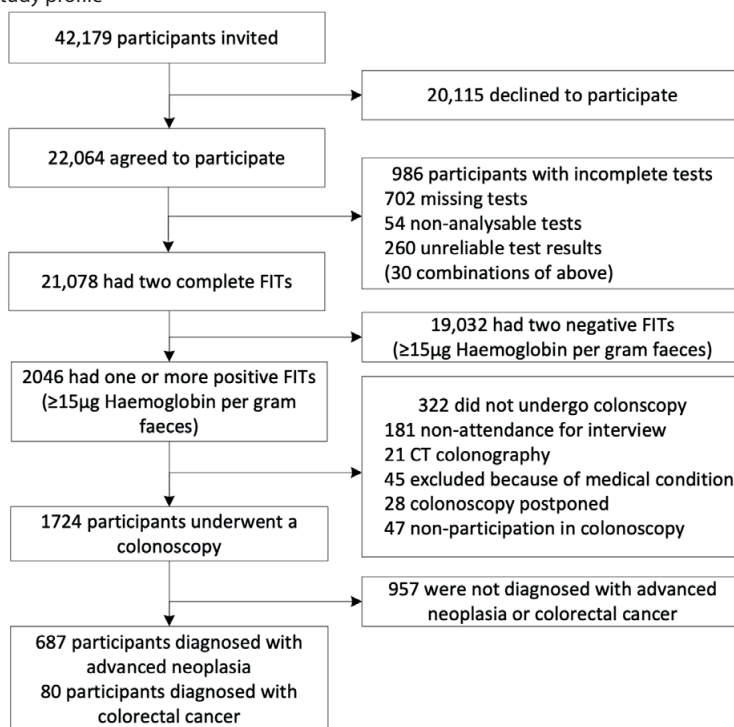 study profile
42,179 participants invited
20,115 declined to participate
22,064 agreed to participate
986 participants with incomplete tests
702 missing tests
54 non-analysable tests
260 unreliable test results
(30 combinations of above)
21,078 had two complete FITs
19,032 had two negative FITs
(≥15µg Haemoglobin per gram faeces)
2046 had one or more positive FITs
(≥15µg Haemoglobin per gram
faeces)
322 did not undergo colonscopy
181 non-attendance for interview
21 CT colonography
45 excluded because of medical condition
28 colonoscopy postponed
47 non-participation in colonoscopy
1724 participants underwent a
colonoscopy
957 were not diagnosed with advanced
neoplasia or colorectal cancer
687 participants diagnosed with
advanced neoplasia
80 participants diagnosed with
colorectal cancer